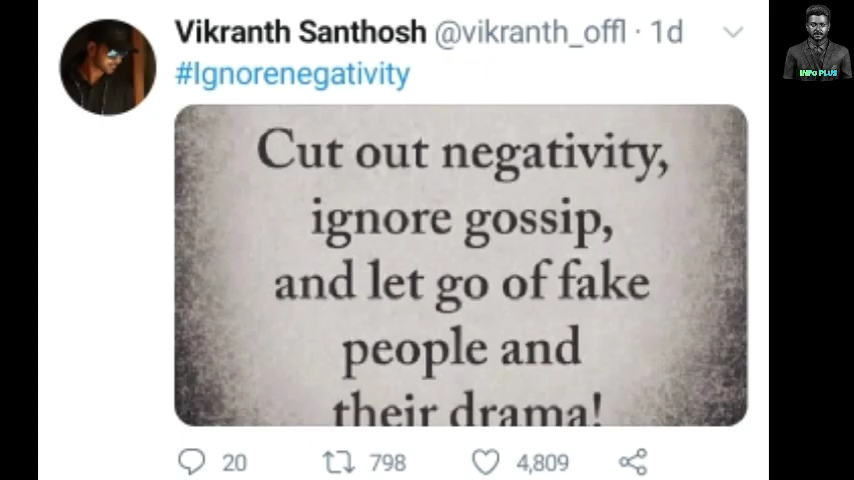 Vikranth Santhosh @vikranth_offl · 1d
#Ignorenegativity
Cut out negativity,
ignore gossip,
and let go of fake
people and
their drama!
20 798 4,809
INFO PLUS